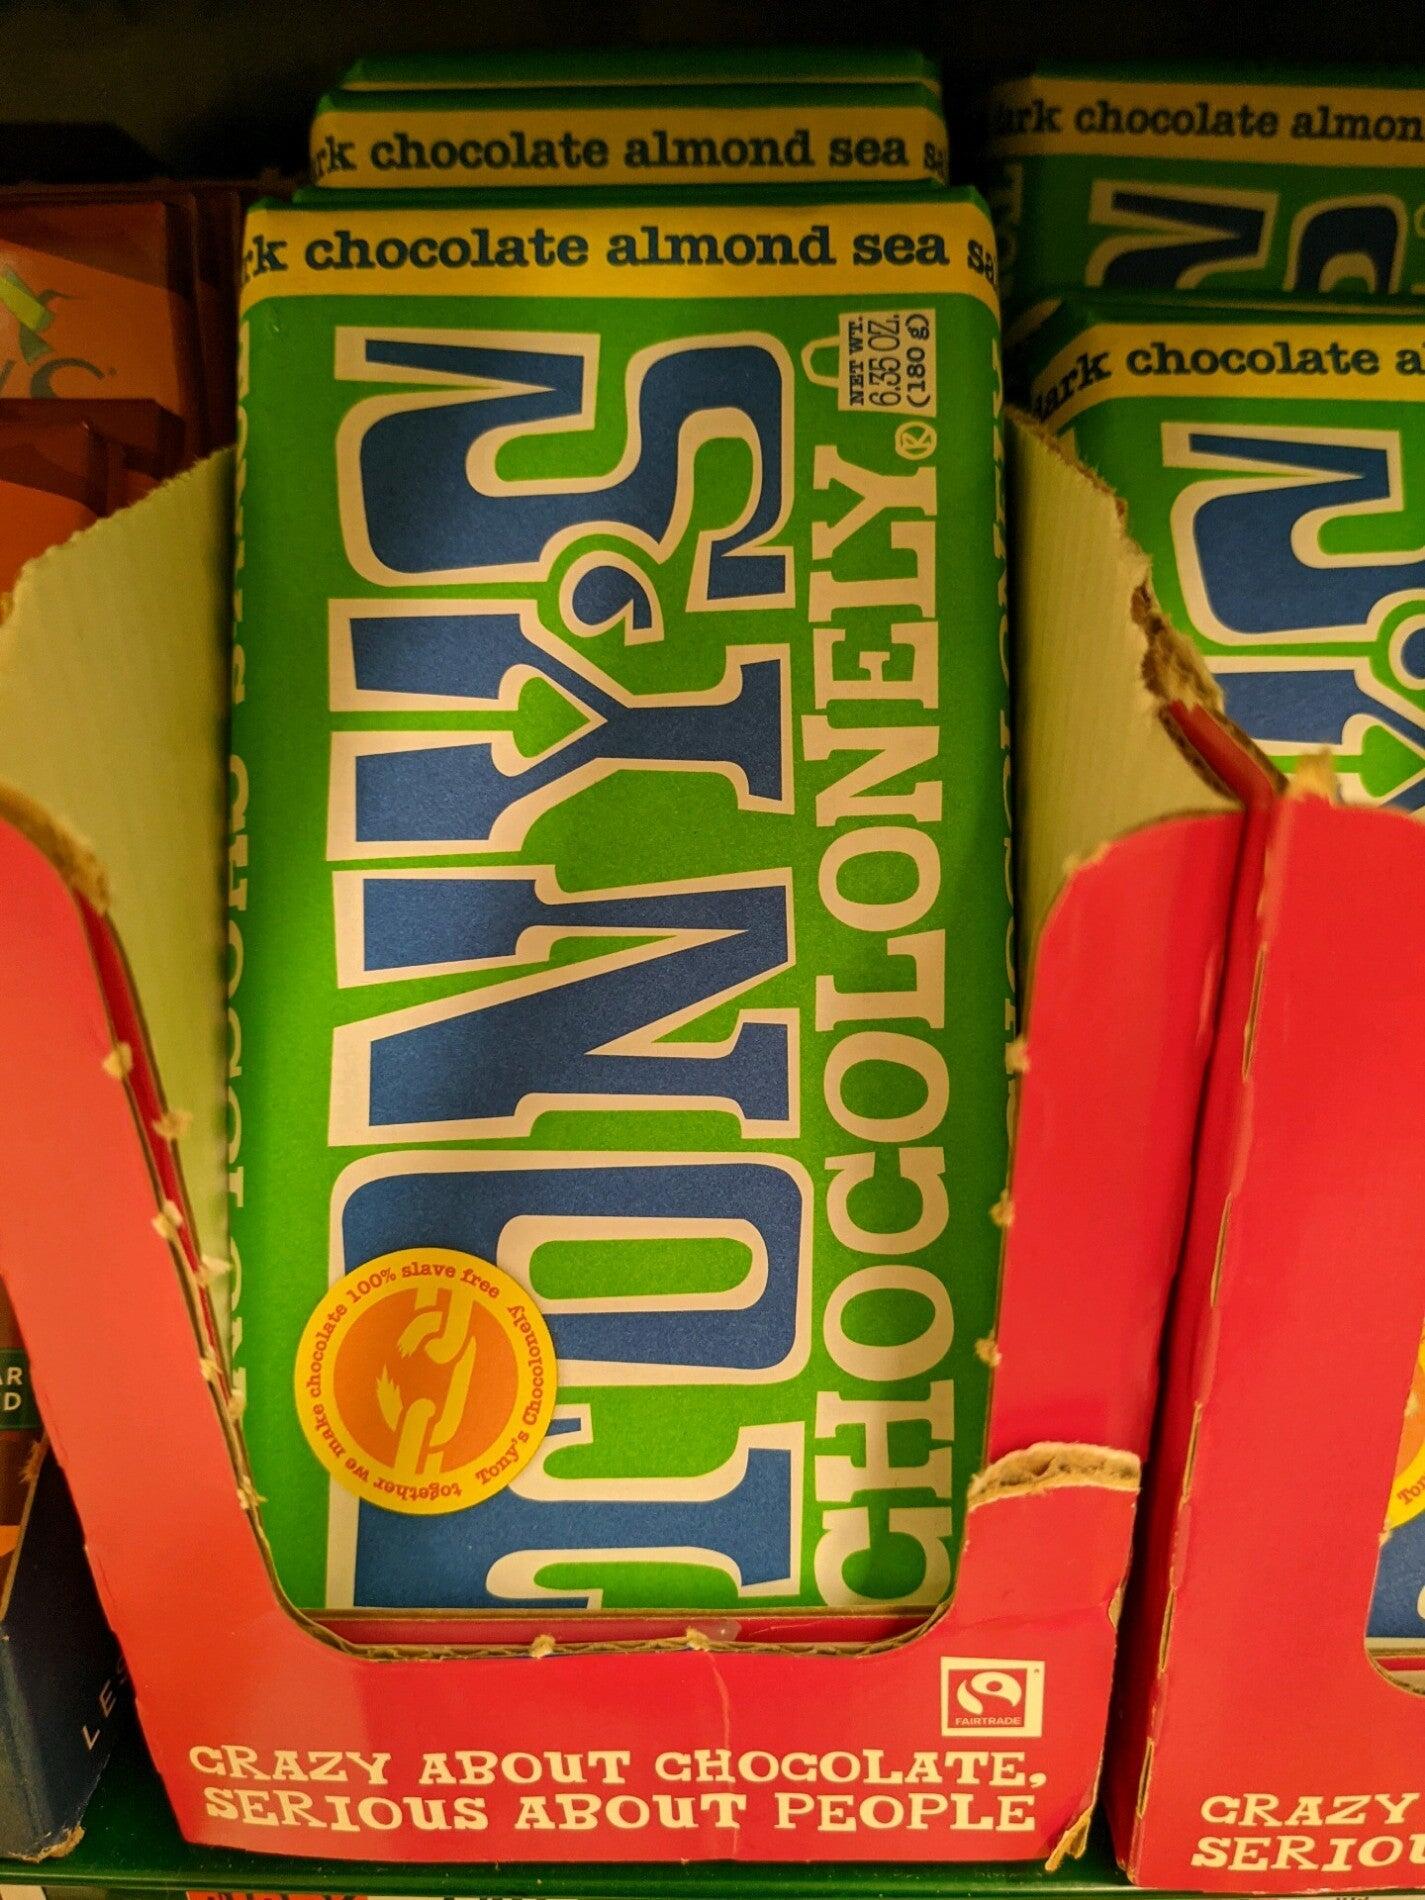 rk chocolate almond sea
ark chocolate almon
rk chocolate almond sea sa
chocolate a
TONY'S
CHOCOLONELY
NET WT.
6.35 OZ.
(180 g)
together we make chocolate 100% slave free
Tony's Chocolonely
FAIRTRADE
CRAZY ABOUT CHOCOLATE,
SERIOUS ABOUT PEOPLE
CRAZY
SERIOU